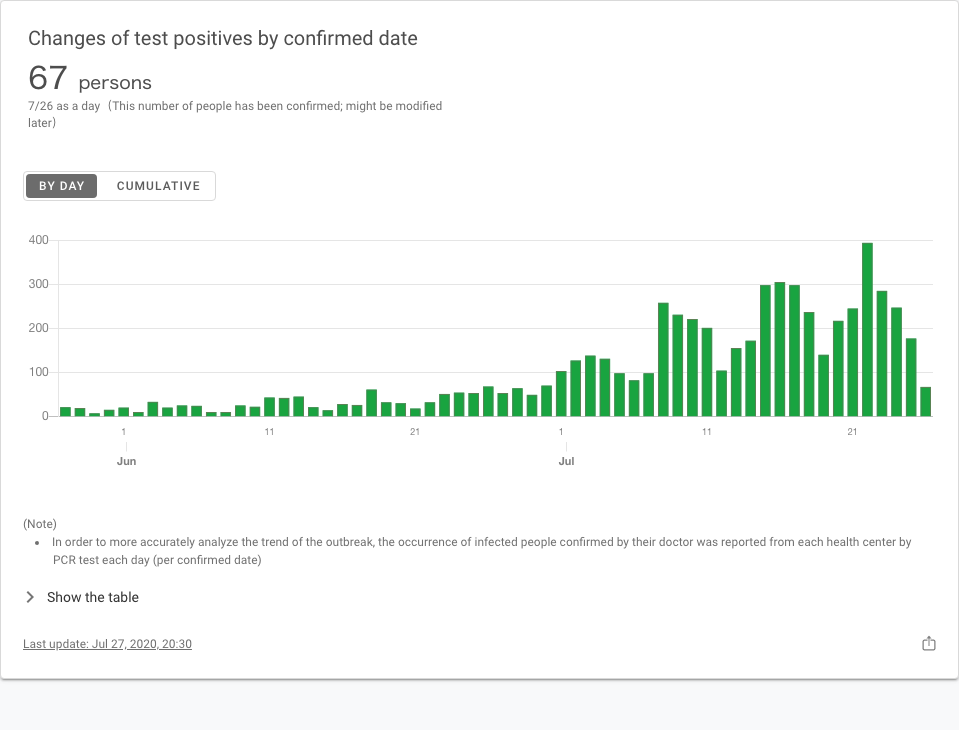 Changes of test positives by confirmed date
67 persons
7/26 as a day（This number of people has been confirmed; might be modified
later）
BY DAY CUMULATIVE
400
300
200
100
0
1 11 21 1 11 21
Jun Jul
(Note)
• In order to more accurately analyze the trend of the outbreak, the occurrence of infected people confirmed by their doctor was reported from each health center by
PCR test each day (per confirmed date)
Show the table
Last update: Jul 27, 2020, 20:30